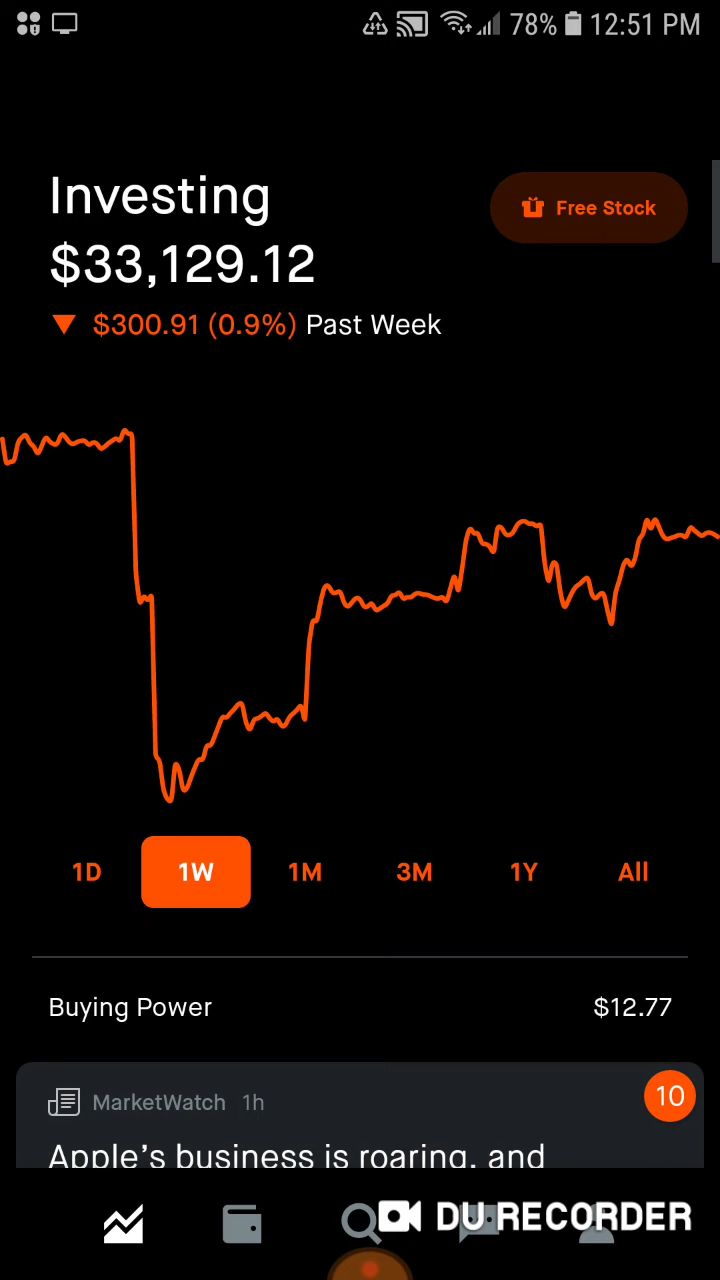 78% 12:51 PM
Investing
$33,129.12
Free Stock
▼ $300.91 (0.9%) Past Week
1D 1W 1M 3M 1Y All
Buying Power $12.77
MarketWatch 1h
10
Apple's business is roaring, and
DU RECORDER